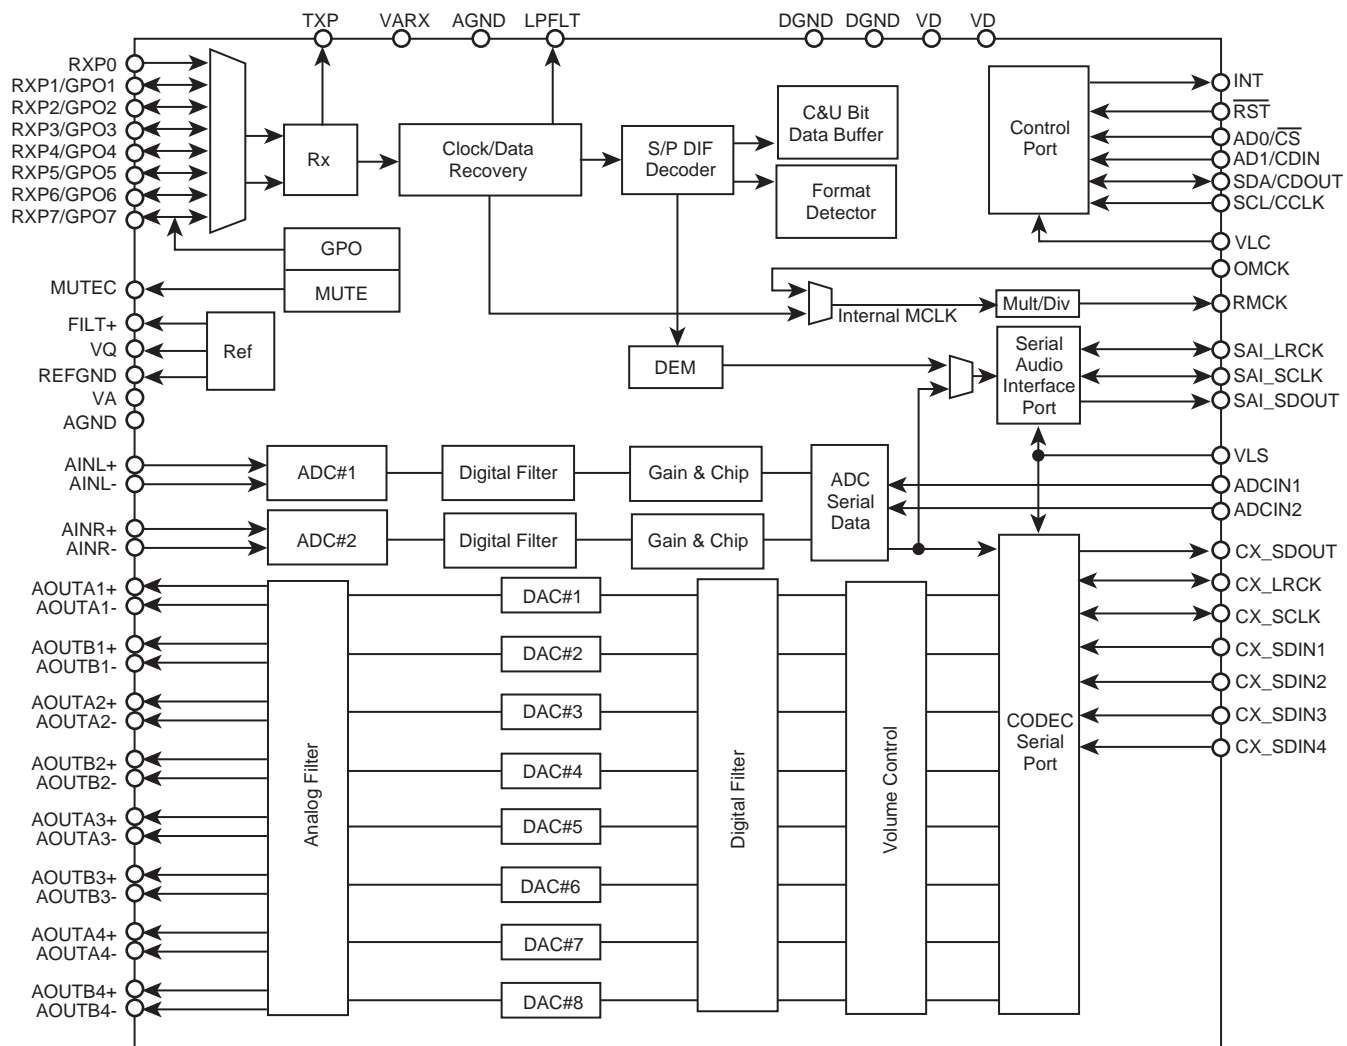 TXP VARX AGND LPFLT DGND DGND VD VD
RXP0
RXP1/GPO1
RXP2/GPO2
RXP3/GPO3
RXP4/GPO4
RXP5/GPO5
RXP6/GPO6
RXP7/GPO7
MUTEC
FILT+
VQ
REFGND
VA
AGND
AINL+
AINL-
AINR+
AINR-
AOUTA1+
AOUTA1-
AOUTB1+
AOUTB1-
AOUTA2+
AOUTA2-
AOUTB2+
AOUTB2-
AOUTA3+
AOUTA3-
AOUTB3+
AOUTB3-
AOUTA4+
AOUTA4-
AOUTB4+
AOUTB4-
Rx
Clock/Data
Recovery
S/P DIF
Decoder
C&U Bit
Data Buffer
Format
Detector
Control
Port
GPO
MUTE
Ref
Internal MCLK
Mult/Div
DEM
Serial
Audio
Interface
Port
ADC#1
Digital Filter
Gain & Chip
ADC
Serial
Data
ADC#2
Digital Filter
Gain & Chip
Analog Filter
DAC#1
DAC#2
DAC#3
DAC#4
DAC#5
DAC#6
DAC#7
DAC#8
Digital Filter
Volume Control
CODEC
Serial
Port
INT
RST
AD0/CS
AD1/CDIN
SDA/CDOUT
SCL/CCLK
VLC
OMCK
RMCK
SAI_LRCK
SAI_SCLK
SAI_SDOUT
VLS
ADCIN1
ADCIN2
CX_SDOUT
CX_LRCK
CX_SCLK
CX_SDIN1
CX_SDIN2
CX_SDIN3
CX_SDIN4